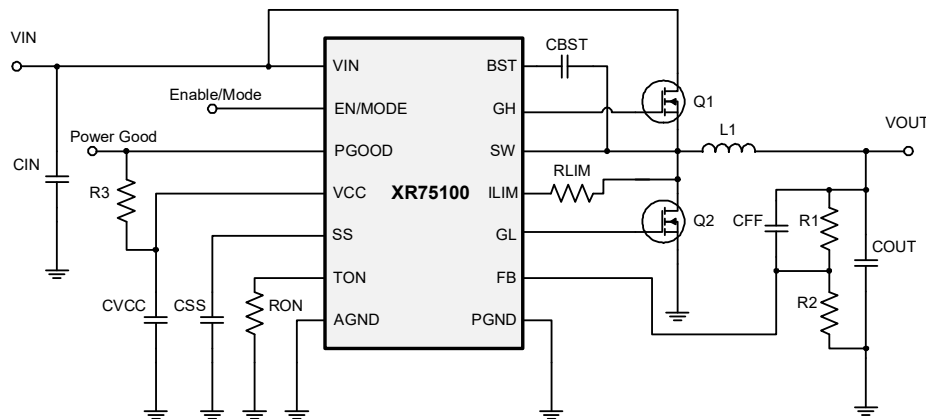 VIN
CIN
Enable/Mode
Power Good
R3
CVCC
CSS
RON
VIN
EN/MODE
PGOOD
VCC
SS
TON
AGND
XR75100
BST
GH
SW
ILIM
GL
FB
PGND
CBST
RLIM
Q1
Q2
L1
VOUT
CFF
R1
COUT
R2